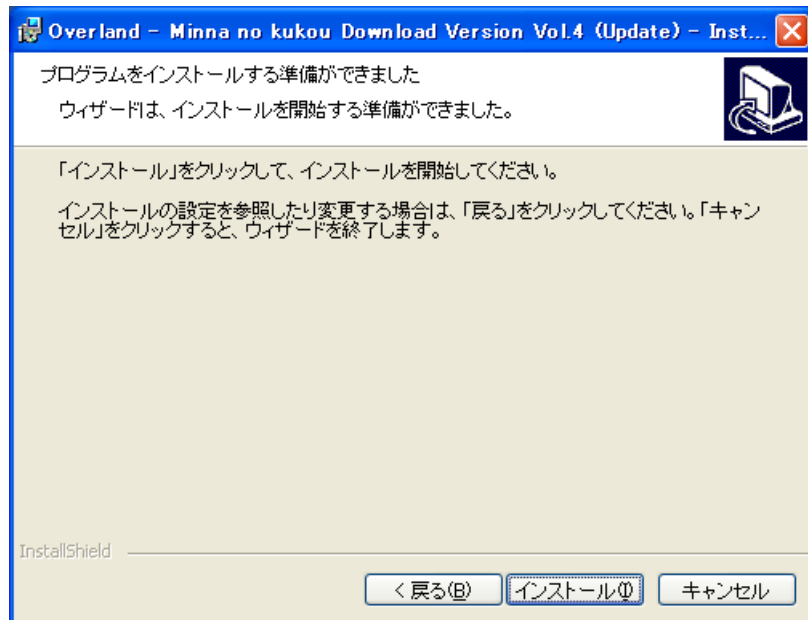 Overland - Minna no kukou Download Version Vol.4 (Update) - Inst...
プログラムをインストールする準備ができました
ウィザードは、インストールを開始する準備ができました。
「インストール」をクリックして、インストールを開始してください。
インストールの設定を参照したり変更する場合は、「戻る」をクリックしてください。「キャン
セル」をクリックすると、ウィザードを終了します。
InstallShield
< 戻る(B) インストール(I) キャンセル